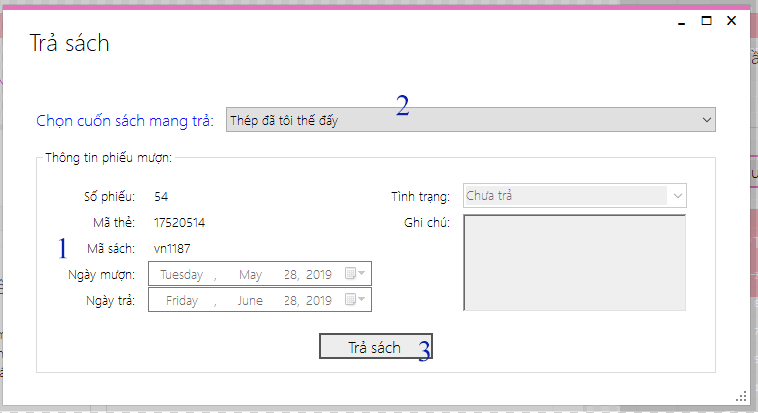 Trả sách
2
Chọn cuốn sách mang trả: Thép đã tôi thế đấy
Thông tin phiếu mượn:
Số phiếu: 54 Tình trạng: Chưa trả
Mã thẻ: 17520514 Ghi chú:
1 Mã sách: vn1187
Ngày mượn: Tuesday , May 28, 2019
Ngày trả: Friday , June 28, 2019
Trả sách 3